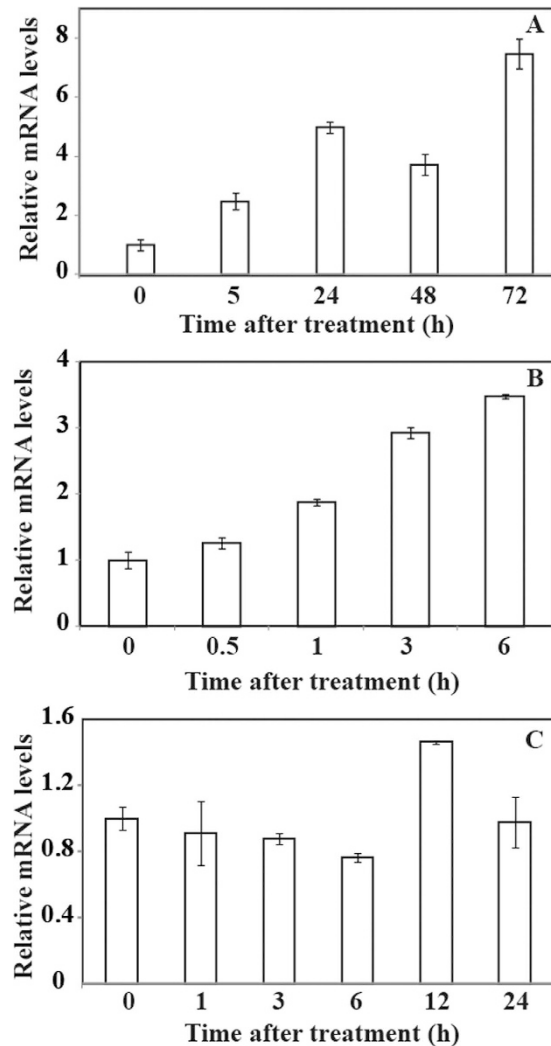 A
Relative mRNA levels
8
6
4
2
0
0 5 24 48 72
Time after treatment (h)
B
Relative mRNA levels
4
3
2
1
0
0 0.5 1 3 6
Time after treatment (h)
C
Relative mRNA levels
1.6
1.2
0.8
0.4
0
0 1 3 6 12 24
Time after treatment (h)